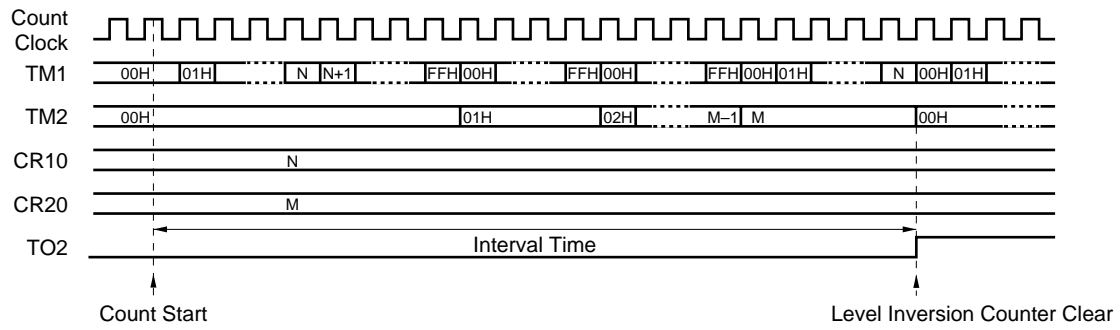 Count
Clock
TM1 00H 01H N N+1 FFH 00H FFH 00H FFH 00H 01H N 00H 01H
TM2 00H 01H 02H M–1 M 00H
CR10 N
CR20 M
TO2 Interval Time
Count Start Level Inversion Counter Clear